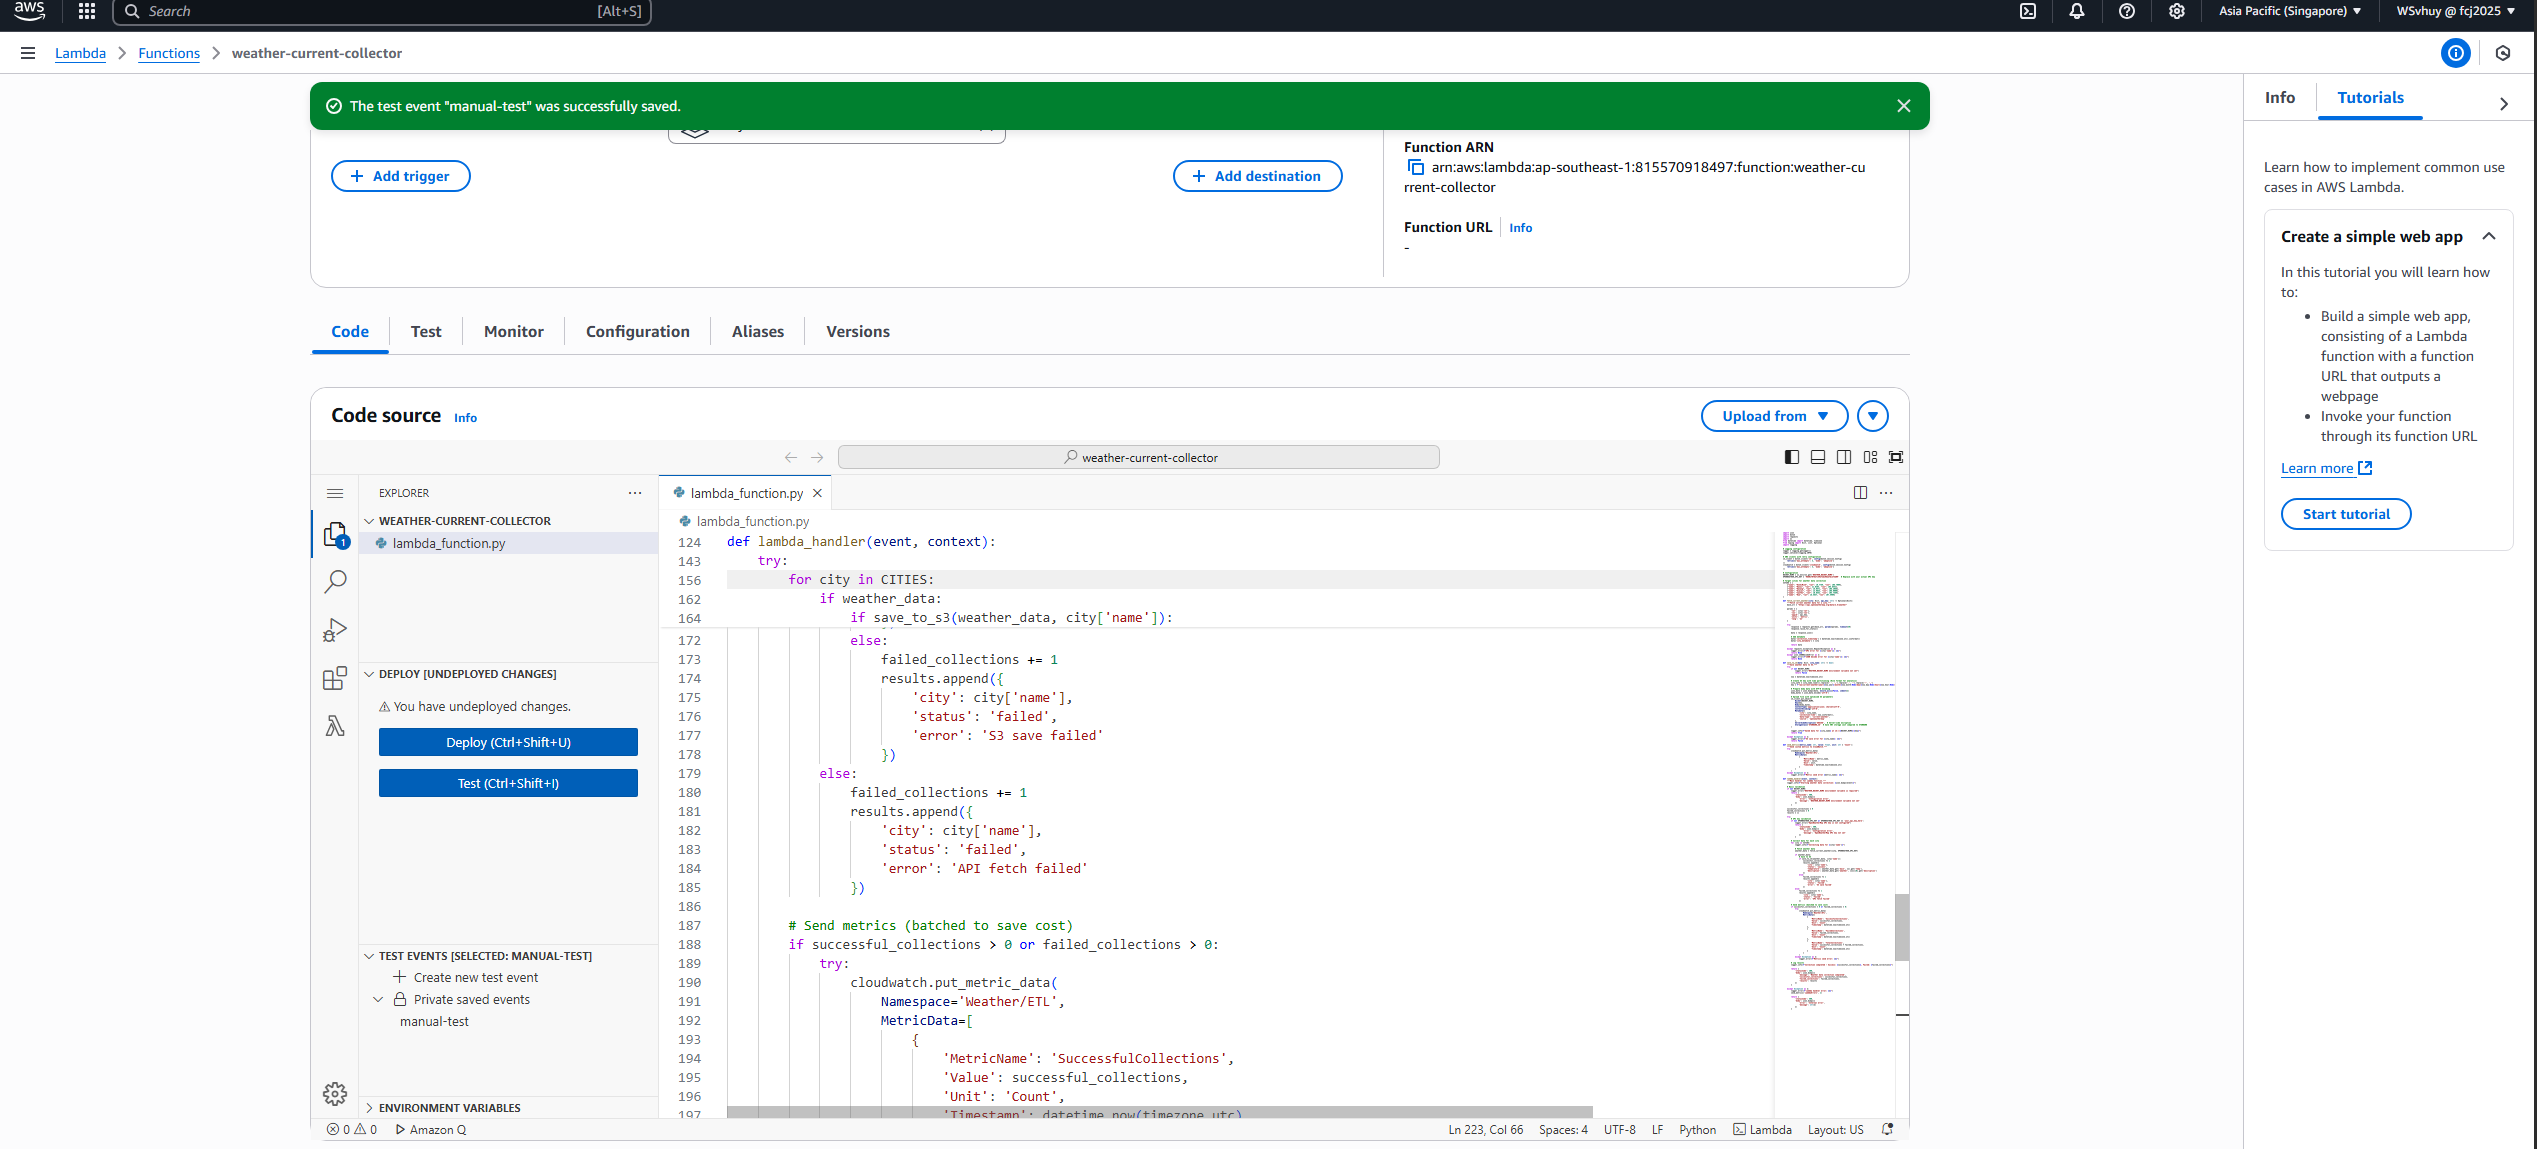 aws
Search
[Alt+S]
Asia Pacific (Singapore)
WSvhuy @ fcj2025
Lambda
Functions
weather-current-collector
The test event "manual-test" was successfully saved.
Add trigger
Add destination
Function ARN
arn:aws:lambda:ap-southeast-1:815570918497:function:weather-cu
rrent-collector
Function URL
Info
-
Code
Test
Monitor
Configuration
Aliases
Versions
Code source
Info
Upload from
weather-current-collector
EXPLORER
WEATHER-CURRENT-COLLECTOR
lambda_function.py
1
DEPLOY [UNDEPLOYED CHANGES]
You have undeployed changes.
Deploy (Ctrl+Shift+U)
Test (Ctrl+Shift+I)
TEST EVENTS [SELECTED: MANUAL-TEST]
Create new test event
Private saved events
manual-test
ENVIRONMENT VARIABLES
lambda_function.py
lambda_function.py
124 def lambda_handler(event, context):
143 try:
156 for city in CITIES:
162 if weather_data:
164 if save_to_s3(weather_data, city['name']):
172 else:
173 failed_collections += 1
174 results.append({
175 'city': city['name'],
176 'status': 'failed',
177 'error': 'S3 save failed'
178 })
179 else:
180 failed_collections += 1
181 results.append({
182 'city': city['name'],
183 'status': 'failed',
184 'error': 'API fetch failed'
185 })
186
187 # Send metrics (batched to save cost)
188 if successful_collections > 0 or failed_collections > 0:
189 try:
190 cloudwatch.put_metric_data(
191 Namespace='Weather/ETL',
192 MetricData=[
193 {
194 'MetricName': 'SuccessfulCollections',
195 'Value': successful_collections,
196 'Unit': 'Count',
197 'Timestamp': datetime.now(timezone.utc)
0
0
Amazon Q
Ln 223, Col 66
Spaces: 4
UTF-8
LF
Python
Lambda
Layout: US
Info
Tutorials
Learn how to implement common use
cases in AWS Lambda.
Create a simple web app
In this tutorial you will learn how
to:
• Build a simple web app,
consisting of a Lambda
function with a function
URL that outputs a
webpage
• Invoke your function
through its function URL
Learn more
Start tutorial